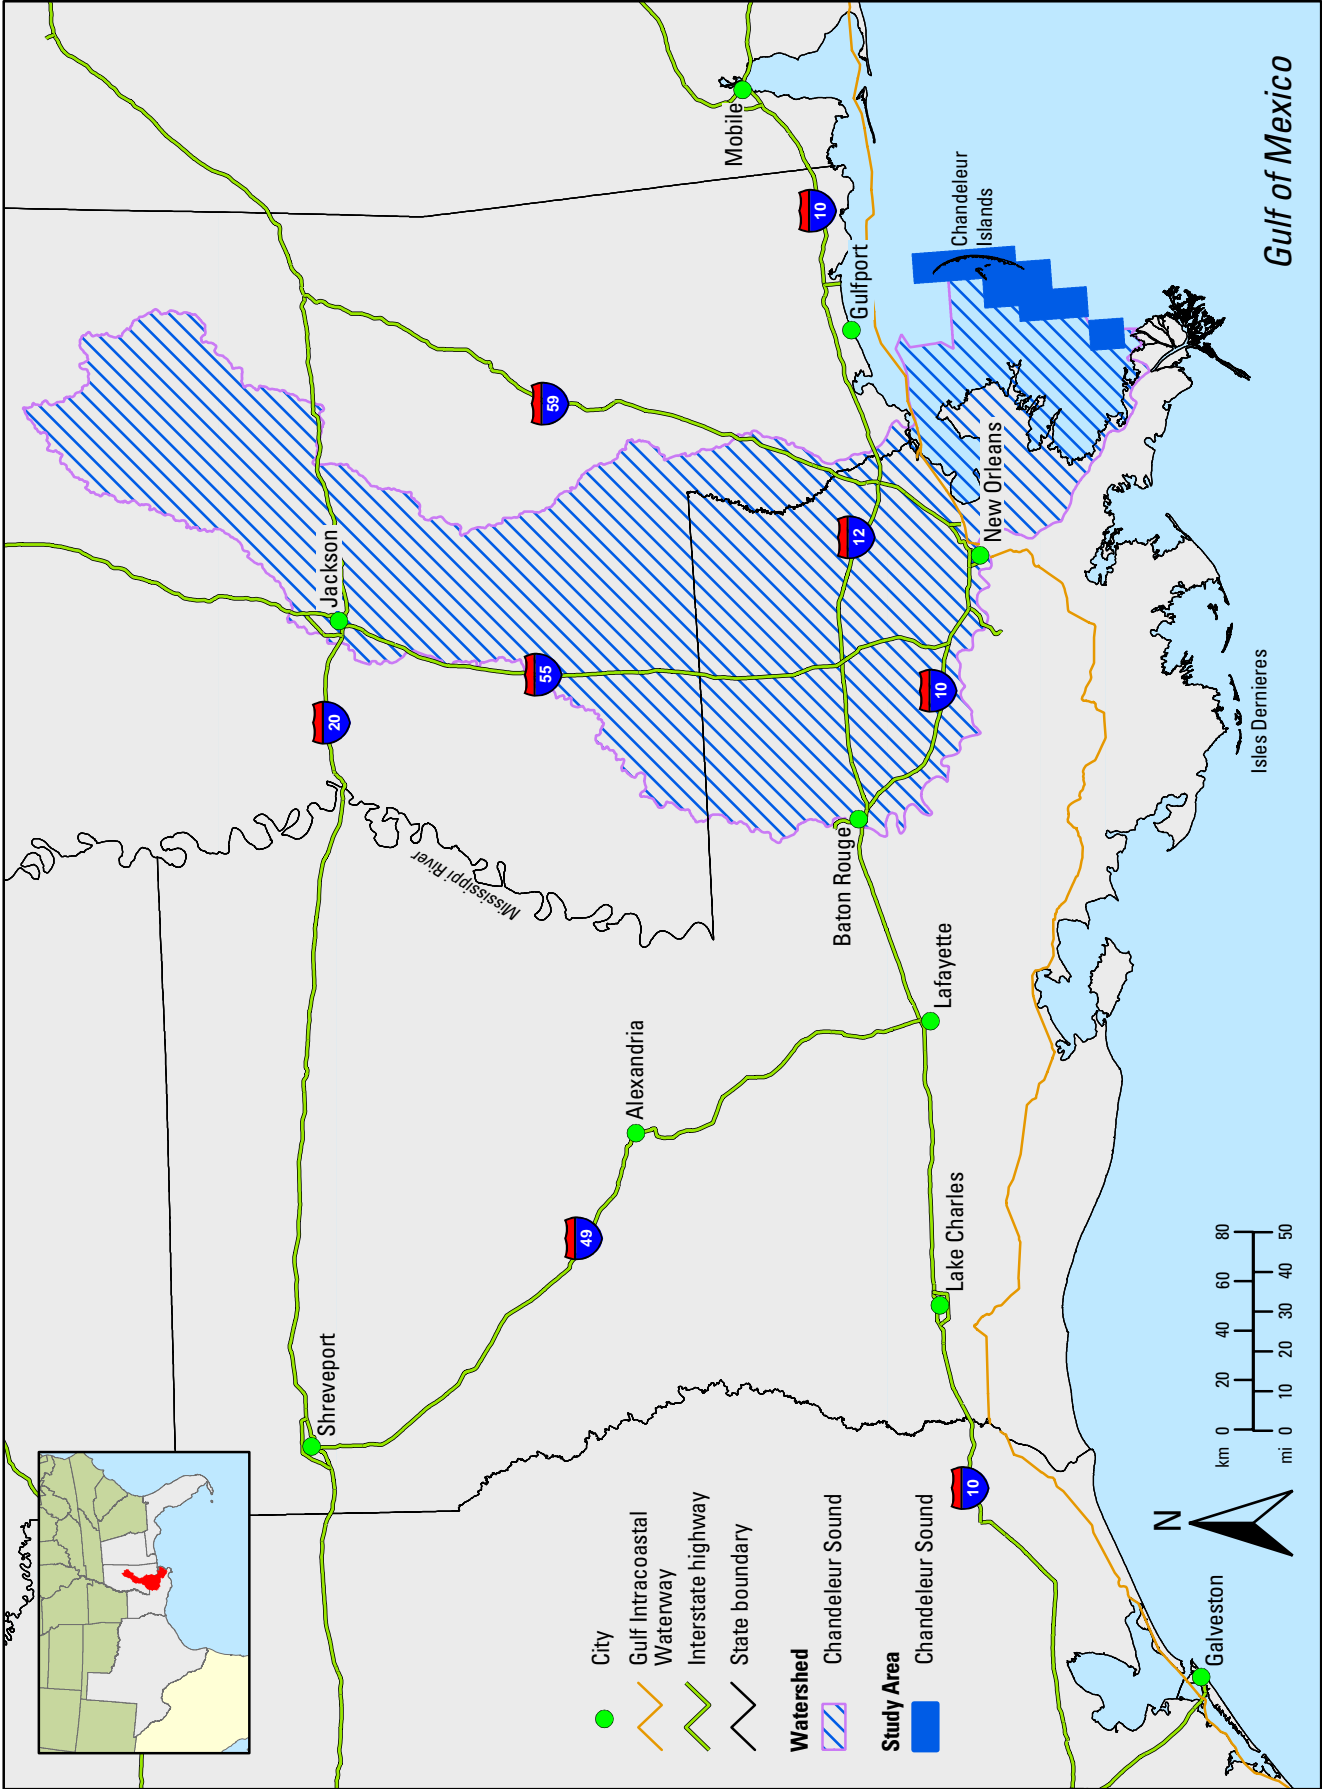 Mobile
10
Gulfport
Chandeleur
Islands
Gulf of Mexico
59
Jackson
12
New Orleans
20
55
10
Mississippi River
Baton Rouge
Isles Dernieres
Lafayette
Alexandria
49
Lake Charles
Shreveport
10
Galveston
City
Gulf Intracoastal
Waterway
Interstate highway
State boundary
Watershed
Chandeleur Sound
Study Area
Chandeleur Sound
N
km 0 20 40 60 80
mi 0 10 20 30 40 50